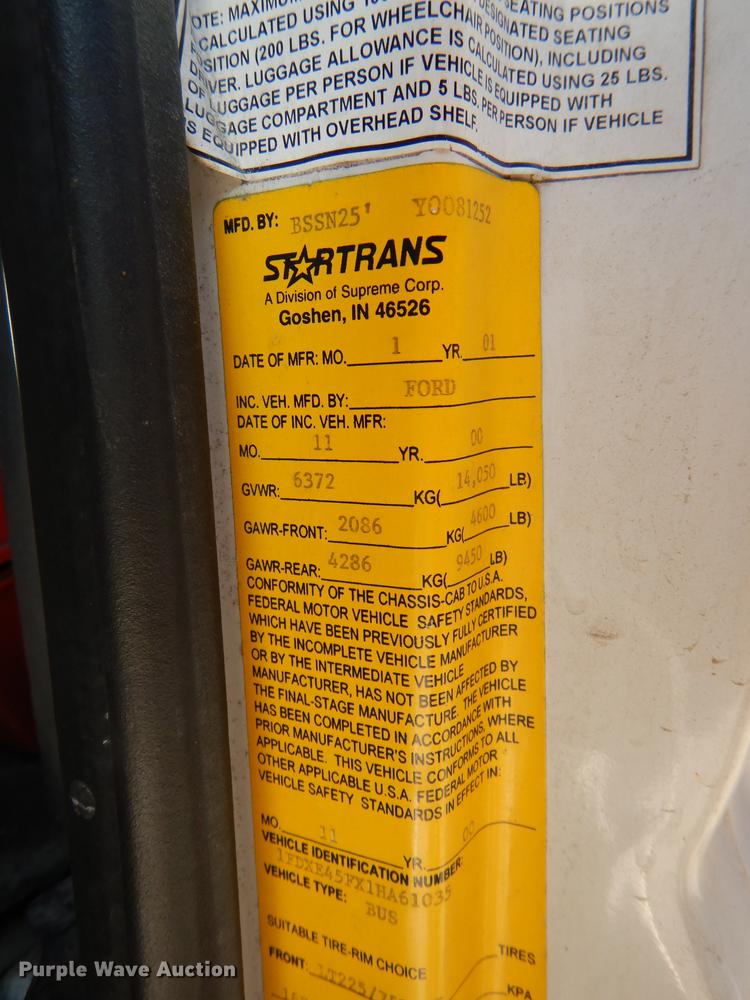 OTE: MAXIMUM SEATING POSITIONS
CALCULATED USING DESIGNATED SEATING
SITION (200 LBS. FOR WHEELCHAIR POSITION), INCLUDING
DRIVER. LUGGAGE ALLOWANCE IS CALCULATED USING 25 LBS.
OF LUGGAGE PER PERSON IF VEHICLE IS EQUIPPED WITH
LUGGAGE COMPARTMENT AND 5 LBS. PER PERSON IF VEHICLE
IS EQUIPPED WITH OVERHEAD SHELF.
MFD. BY: BSSN25' Y0081252
STARTRANS
A Division of Supreme Corp.
Goshen, IN 46526
DATE OF MFR: MO. 1 YR. 01
INC. VEH. MFD. BY: FORD
DATE OF INC. VEH. MFR:
MO. 11 YR. 00
GVWR: 6372 KG( 14,050 LB)
GAWR-FRONT: 2086 KG( 4600 LB)
GAWR-REAR: 4286 KG( 9450 LB)
CONFORMITY OF THE CHASSIS-CAB TO U.S.A.
FEDERAL MOTOR VEHICLE SAFETY STANDARDS,
WHICH HAVE BEEN PREVIOUSLY FULLY CERTIFIED
BY THE INCOMPLETE VEHICLE MANUFACTURER
OR BY THE INTERMEDIATE VEHICLE
MANUFACTURER, HAS NOT BEEN AFFECTED BY
THE FINAL-STAGE MANUFACTURE. THE VEHICLE
HAS BEEN COMPLETED IN ACCORDANCE WITH
PRIOR MANUFACTURER'S INSTRUCTIONS, WHERE
APPLICABLE. THIS VEHICLE CONFORMS TO ALL
OTHER APPLICABLE U.S.A. FEDERAL MOTOR
VEHICLE SAFETY STANDARDS IN EFFECT IN:
MO. 11 YR. 00
VEHICLE IDENTIFICATION NUMBER:
1FDXE45FX1HA61035
VEHICLE TYPE: BUS
SUITABLE TIRE-RIM CHOICE
FRONT: LT225/75 TIRES
KPA
Purple Wave Auction